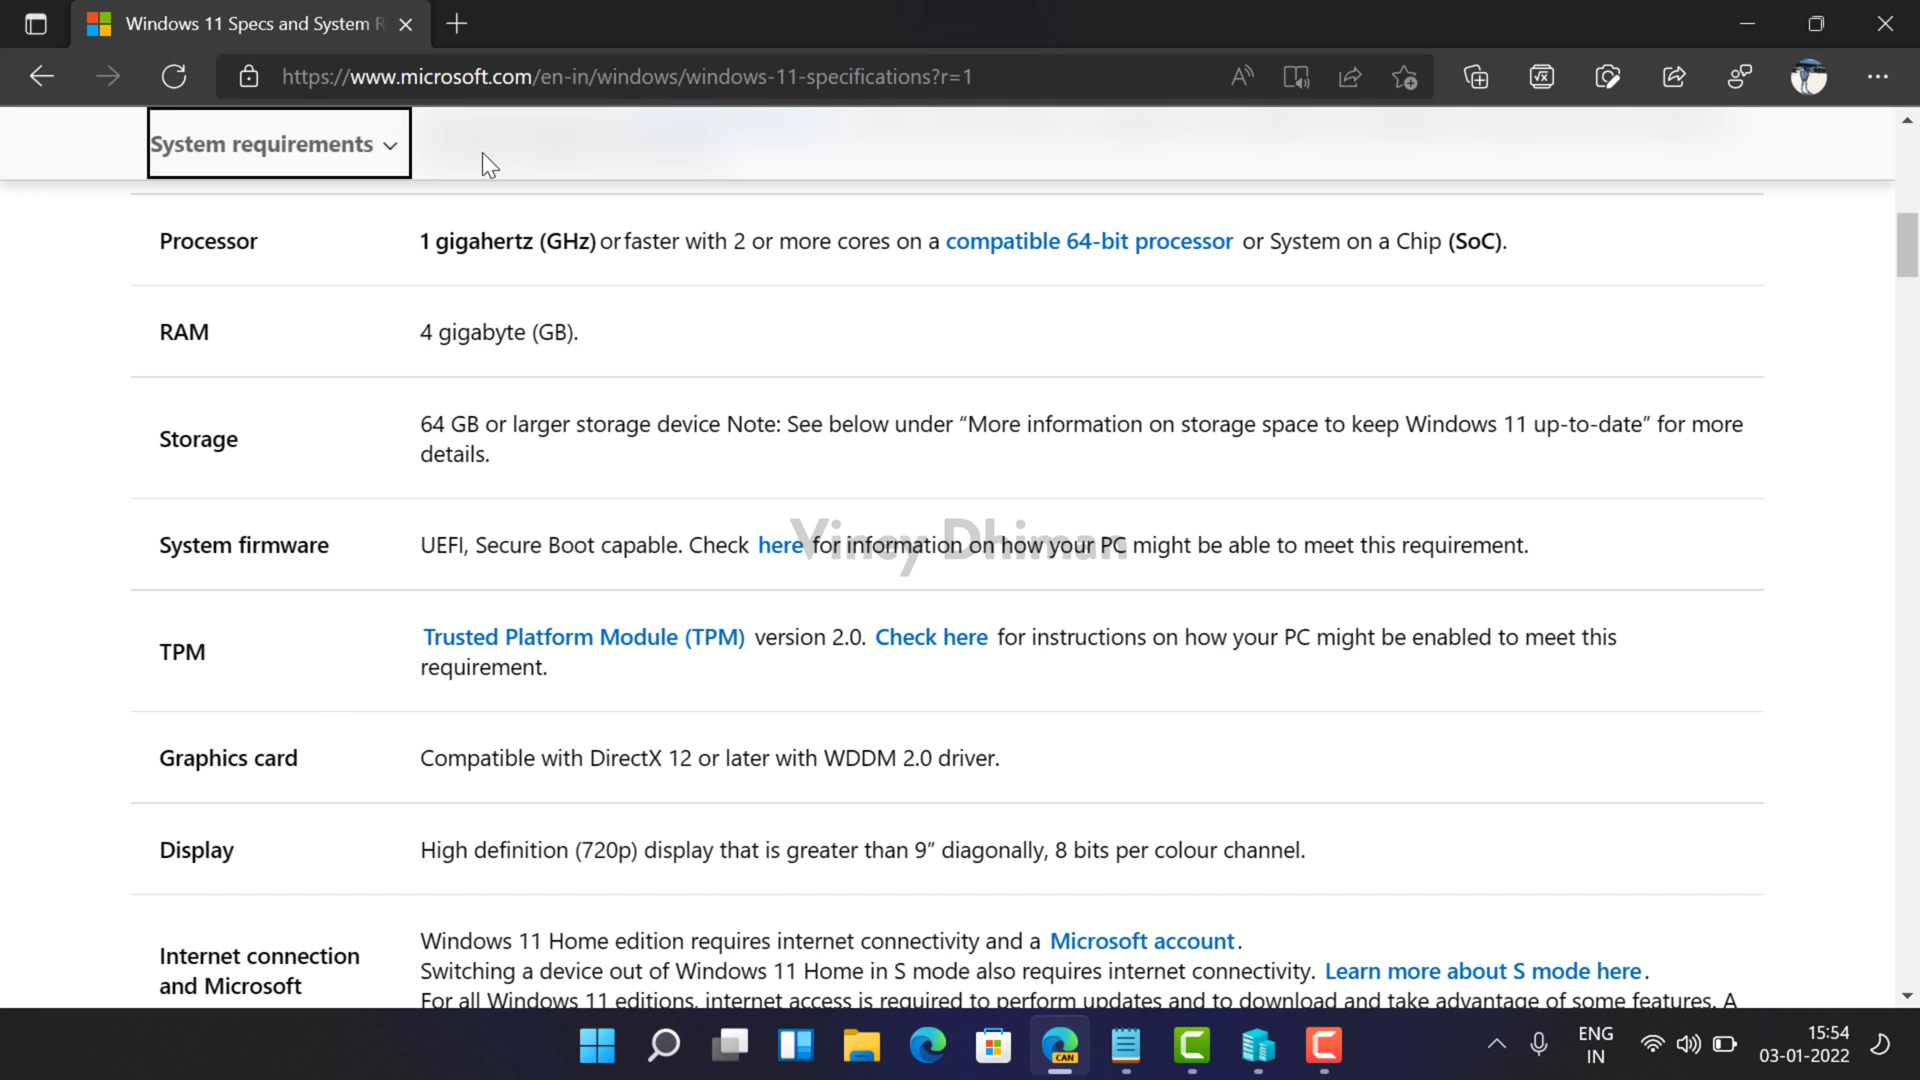 Windows 11 Specs and System R
https://www.microsoft.com/en-in/windows/windows-11-specifications?r=1
System requirements
Processor
1 gigahertz (GHz) or faster with 2 or more cores on a compatible 64-bit processor or System on a Chip (SoC).
RAM
4 gigabyte (GB).
Storage
64 GB or larger storage device Note: See below under “More information on storage space to keep Windows 11 up-to-date” for more
details.
System firmware
UEFI, Secure Boot capable. Check here for information on how your PC might be able to meet this requirement.
Viney Dhiman
TPM
Trusted Platform Module (TPM) version 2.0. Check here for instructions on how your PC might be enabled to meet this
requirement.
Graphics card
Compatible with DirectX 12 or later with WDDM 2.0 driver.
Display
High definition (720p) display that is greater than 9” diagonally, 8 bits per colour channel.
Internet connection
and Microsoft
Windows 11 Home edition requires internet connectivity and a Microsoft account.
Switching a device out of Windows 11 Home in S mode also requires internet connectivity. Learn more about S mode here.
For all Windows 11 editions, internet access is required to perform updates and to download and take advantage of some features. A
CAN
ENG
IN
15:54
03-01-2022